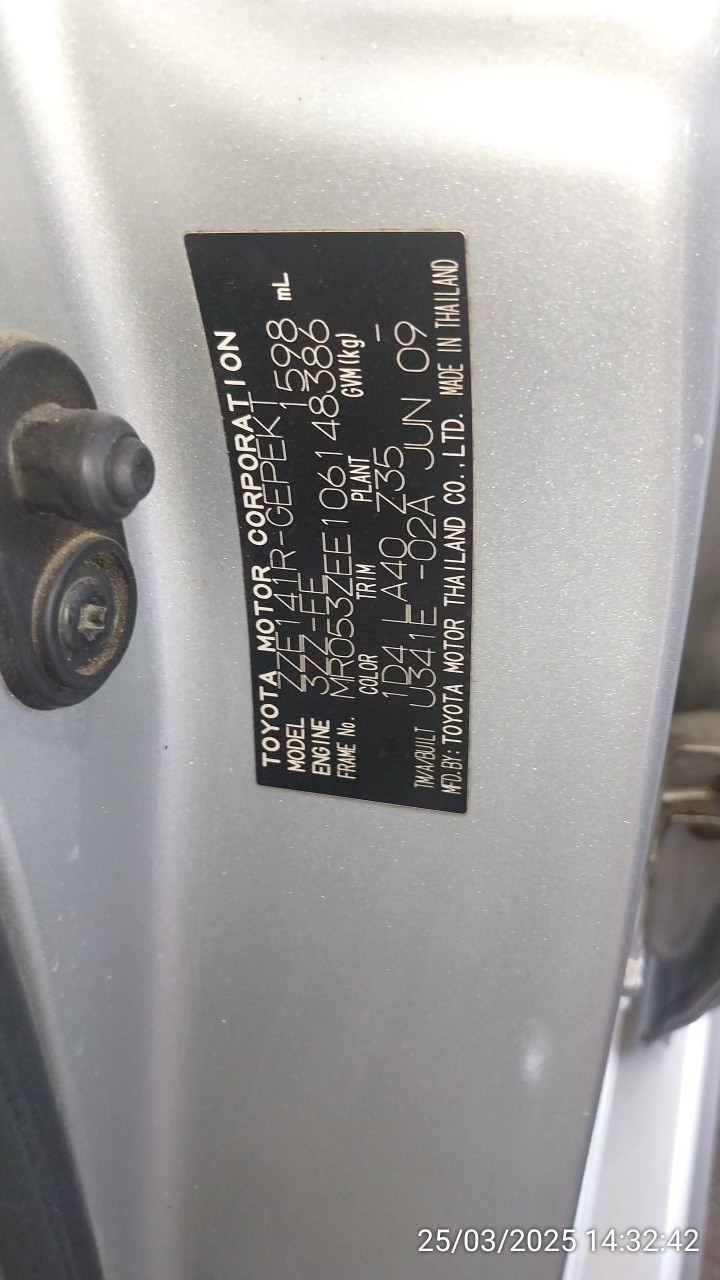 TOYOTA MOTOR CORPORATION
MODEL ZZE141R-GEPEKT
ENGINE 3ZZ-EE 1598 mL
FRAME No. MR053ZEE106148386
COLOR TRIM PLANT GVM(kg)
1D4 LA40 Z35 -
TM/A/BUILT U341E -02A JUN 09
MFD.BY: TOYOTA MOTOR THAILAND CO.,LTD. MADE IN THAILAND
25/03/2025 14:32:42